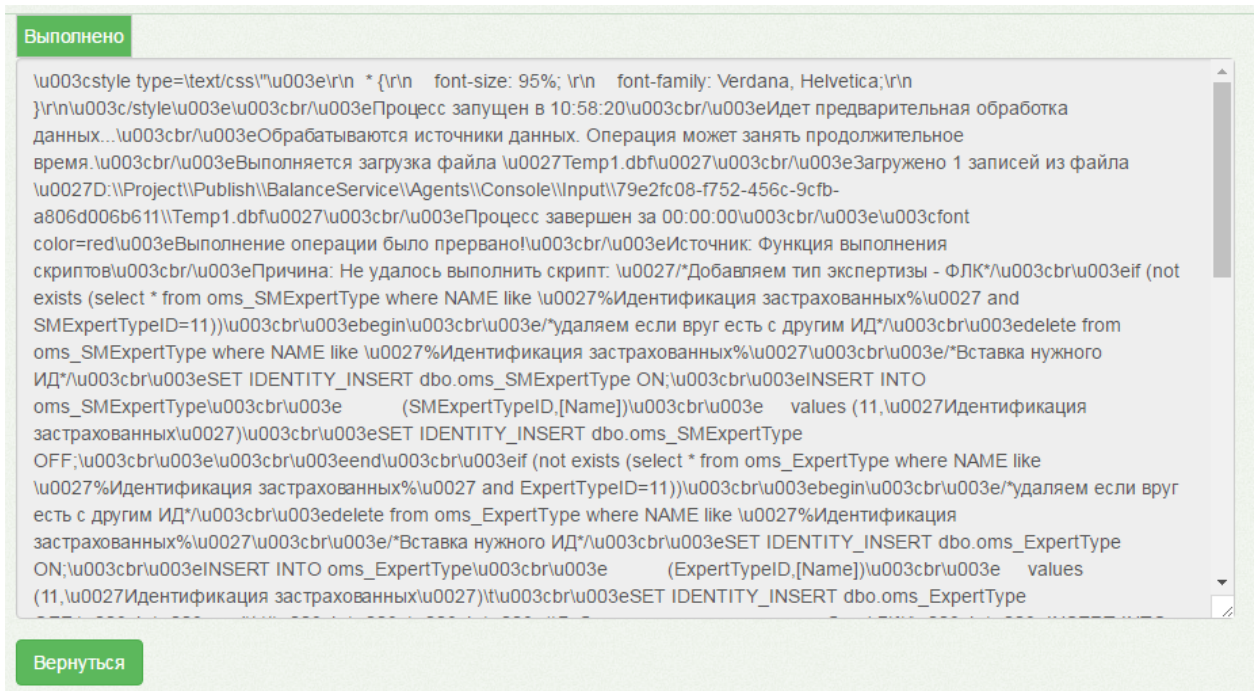 Выполнено
\u003cstyle type=\text/css\"\u003e\r\n  * {\r\n    font-size: 95%; \r\n    font-family: Verdana, Helvetica;\r\n
}\r\n\u003c/style\u003e\u003cbr/\u003eПроцесс запущен в 10:58:20\u003cbr/\u003eИдет предварительная обработка
данных...\u003cbr/\u003eОбрабатываются источники данных. Операция может занять продолжительное
время.\u003cbr/\u003eВыполняется загрузка файла \u0027Temp1.dbf\u0027\u003cbr/\u003eЗагружено 1 записей из файла
\u0027D:\\Project\\Publish\\BalanceService\\Agents\\Console\\Input\\79e2fc08-f752-456c-9cfb-
a806d006b611\\Temp1.dbf\u0027\u003cbr/\u003eПроцесс завершен за 00:00:00\u003cbr/\u003e\u003cfont
color=red\u003eВыполнение операции было прервано!\u003cbr/\u003eИсточник: Функция выполнения
скриптов\u003cbr/\u003eПричина: Не удалось выполнить скрипт: \u0027/*Добавляем тип экспертизы - ФЛК*/\u003cbr\u003eif (not
exists (select * from oms_SMExpertType where NAME like \u0027%Идентификация застрахованных%\u0027 and
SMExpertTypeID=11))\u003cbr\u003ebegin\u003cbr\u003e/*удаляем если вруг есть с другим ИД*/\u003cbr\u003edelete from
oms_SMExpertType where NAME like \u0027%Идентификация застрахованных%\u0027\u003cbr\u003e/*Вставка нужного
ИД*/\u003cbr\u003eSET IDENTITY_INSERT dbo.oms_SMExpertType ON;\u003cbr\u003eINSERT INTO
oms_SMExpertType\u003cbr\u003e           (SMExpertTypeID,[Name])\u003cbr\u003e     values (11,\u0027Идентификация
застрахованных\u0027)\u003cbr\u003eSET IDENTITY_INSERT dbo.oms_SMExpertType
OFF;\u003cbr\u003e\u003cbr\u003eend\u003cbr\u003eif (not exists (select * from oms_ExpertType where NAME like
\u0027%Идентификация застрахованных%\u0027 and ExpertTypeID=11))\u003cbr\u003ebegin\u003cbr\u003e/*удаляем если вруг
есть с другим ИД*/\u003cbr\u003edelete from oms_ExpertType where NAME like \u0027%Идентификация
застрахованных%\u0027\u003cbr\u003e/*Вставка нужного ИД*/\u003cbr\u003eSET IDENTITY_INSERT dbo.oms_ExpertType
ON;\u003cbr\u003eINSERT INTO oms_ExpertType\u003cbr\u003e           (ExpertTypeID,[Name])\u003cbr\u003e     values
(11,\u0027Идентификация застрахованных\u0027)\t\u003cbr\u003eSET IDENTITY_INSERT dbo.oms_ExpertType
Вернуться